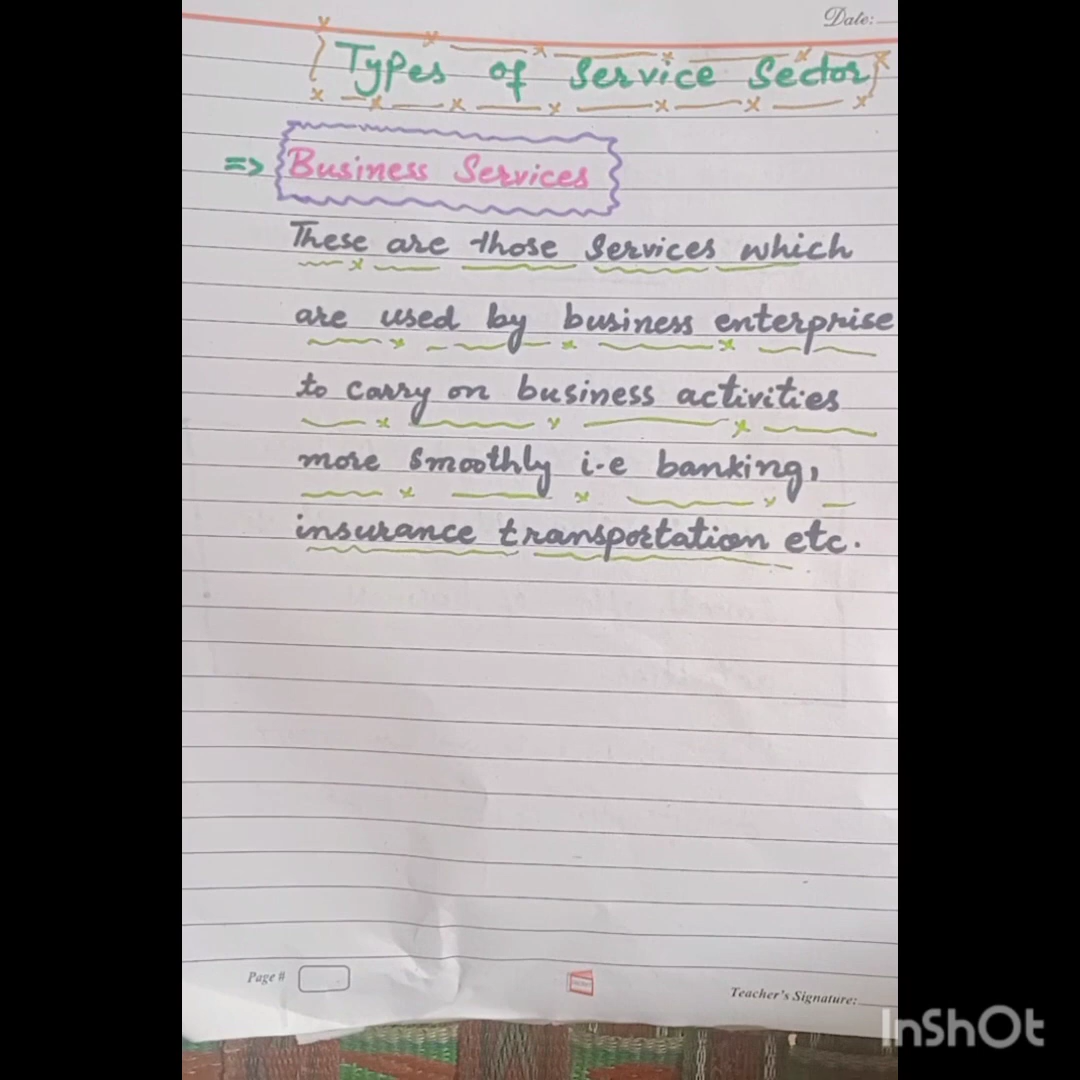 Date:
Types of Service Sector
=> Business Services
These are those services which
are used by business enterprise
to carry on business activities
more smoothly i-e banking,
insurance transportation etc.
Page #
Teacher's Signature:
InShOt